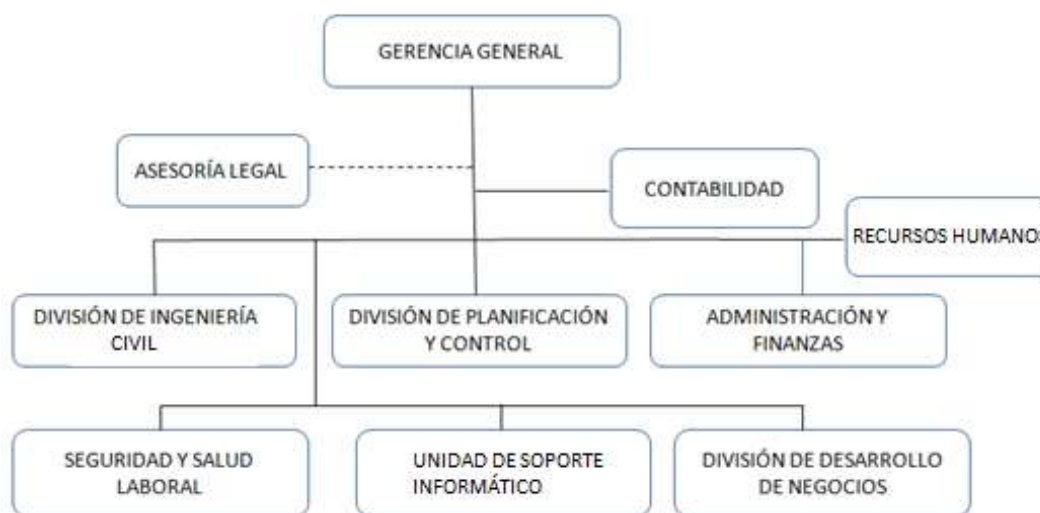 GERENCIA GENERAL
ASESORÍA LEGAL
CONTABILIDAD
RECURSOS HUMANOS
DIVISIÓN DE INGENIERÍA
CIVIL
DIVISIÓN DE PLANIFICACIÓN
Y CONTROL
ADMINISTRACIÓN Y
FINANZAS
SEGURIDAD Y SALUD
LABORAL
UNIDAD DE SOPORTE
INFORMÁTICO
DIVISIÓN DE DESARROLLO
DE NEGOCIOS